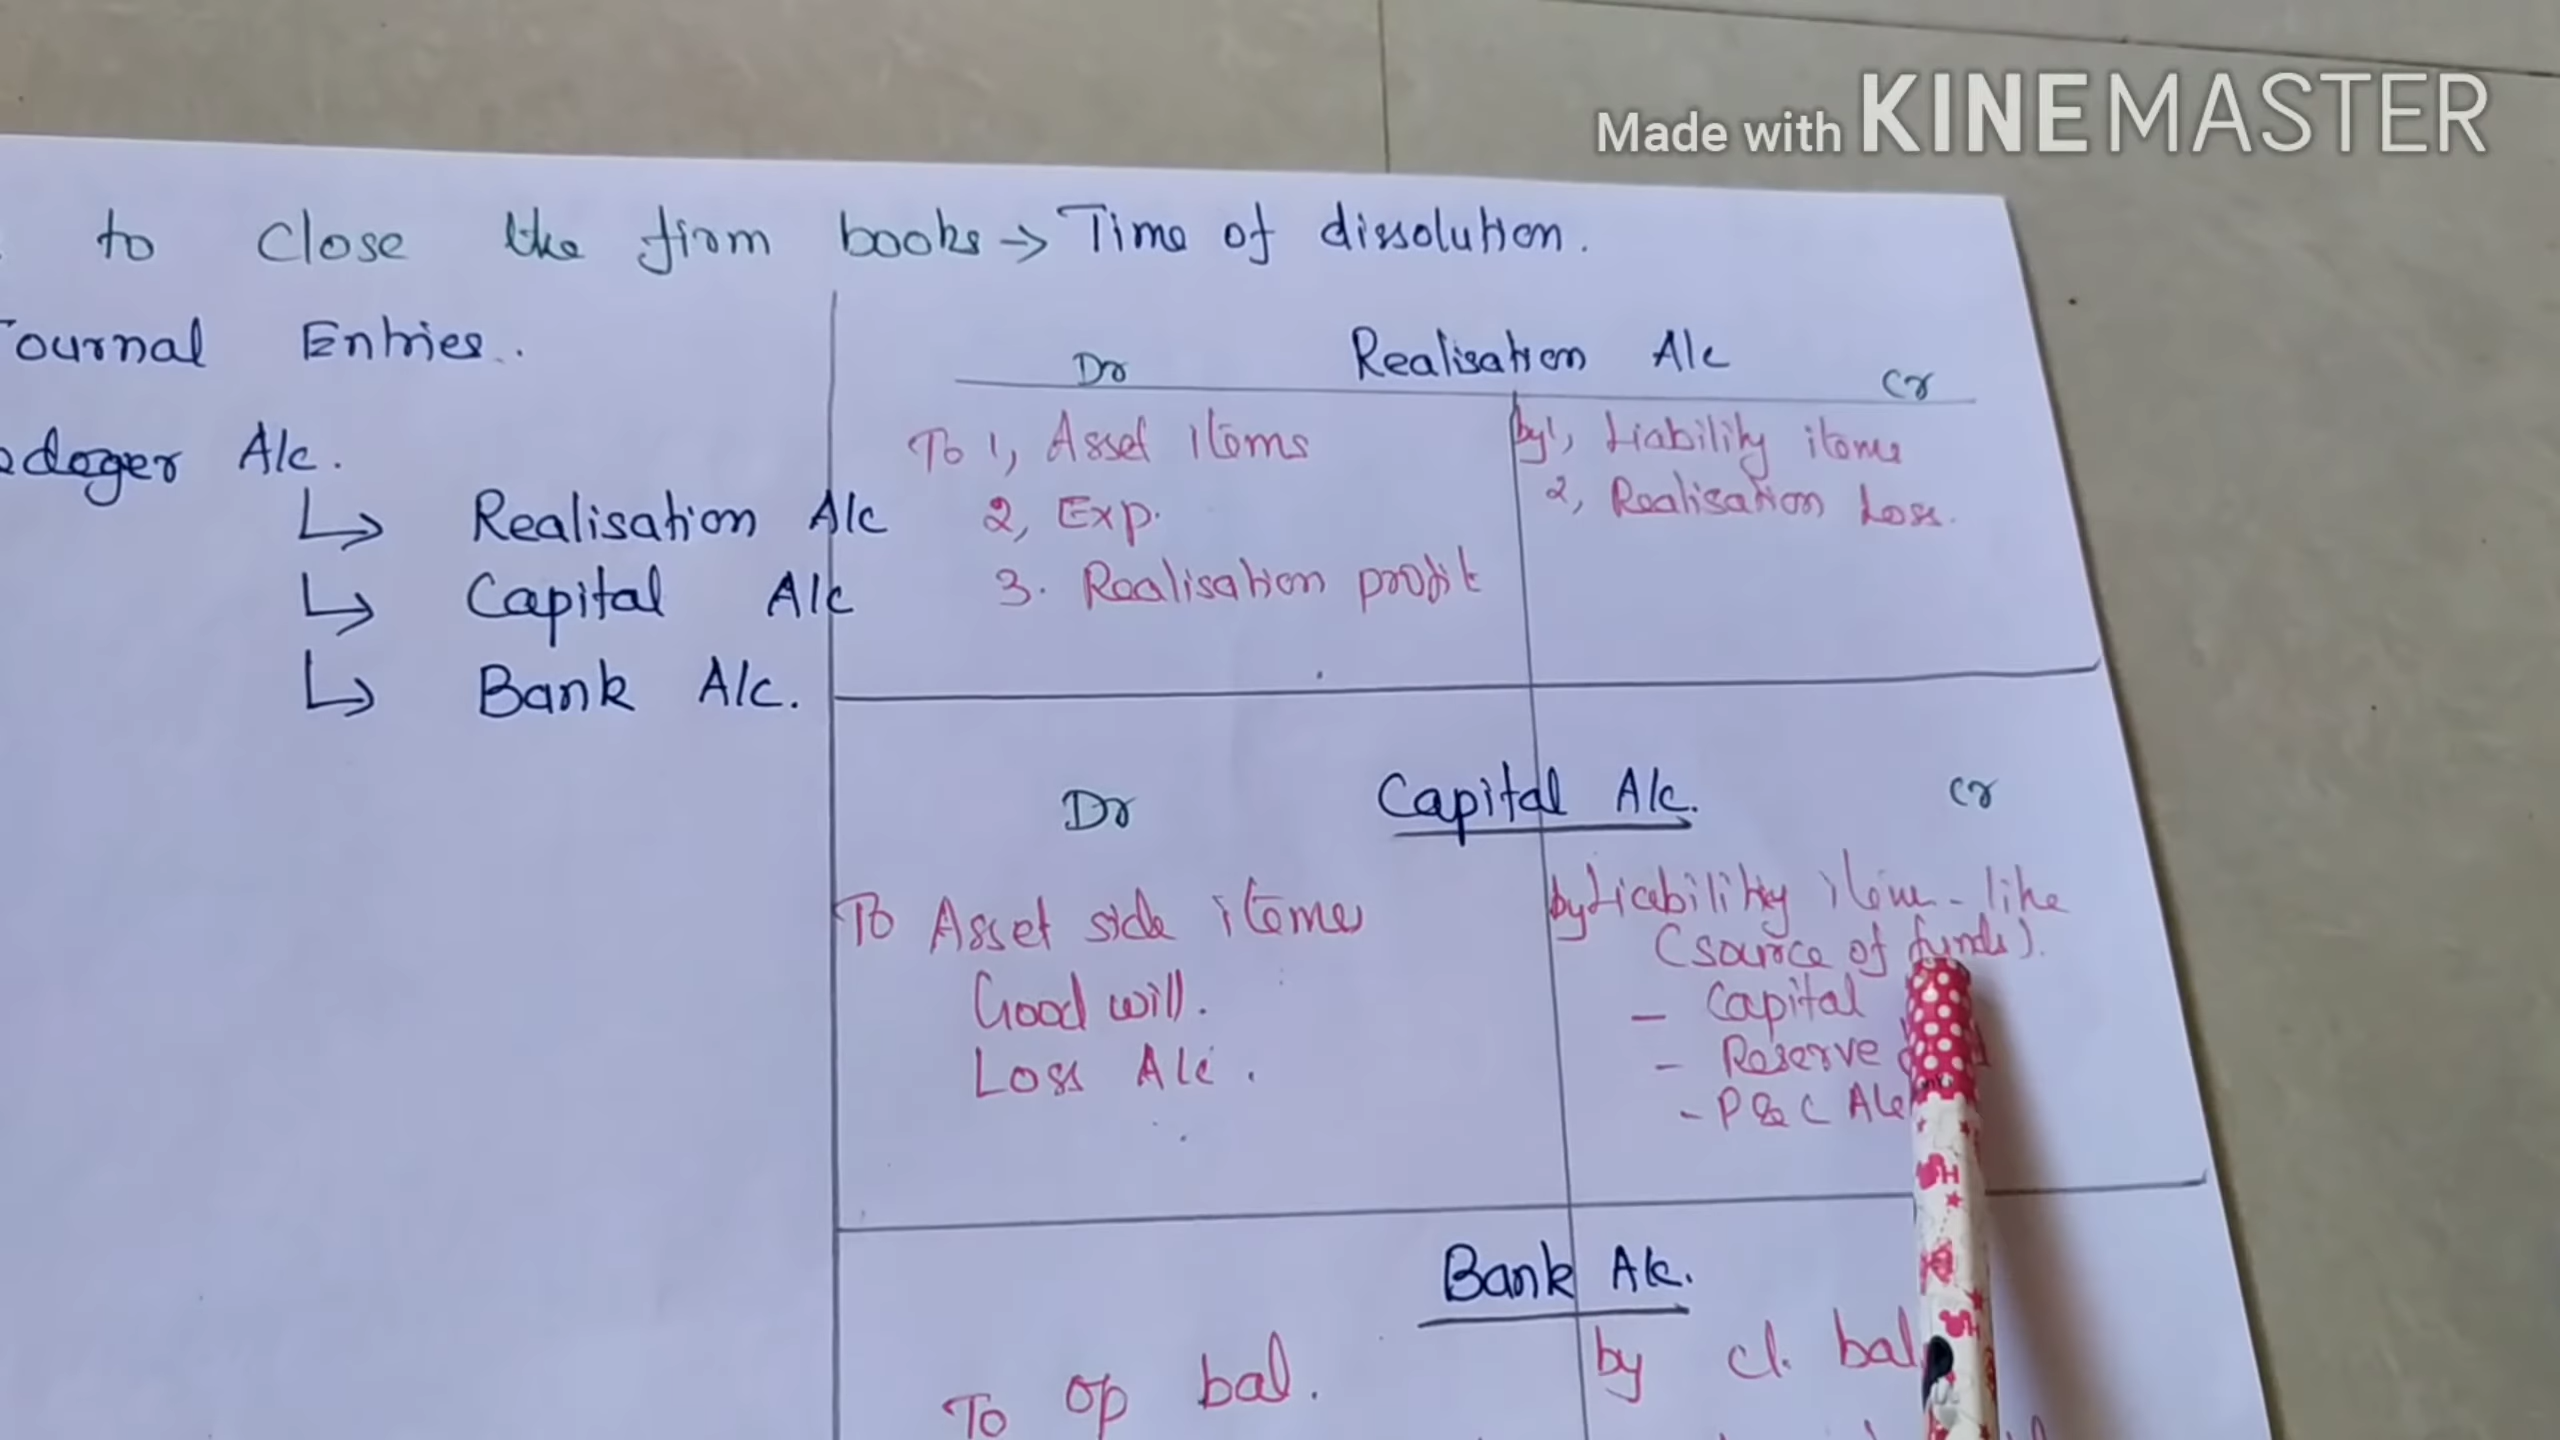 Made with KINEMASTER
to close the firm books → Time of dissolution.
Journal Entries.
Ledger A/c.
↳ Realisation A/c
↳ Capital A/c
↳ Bank A/c.
Dr Realisation A/c Cr
To 1, Asset items
2, Exp.
3. Realisation profit
by 1, Liability items
2, Realisation Loss.
Dr Capital A/c. Cr
To Asset side items
Good will.
Loss A/c.
by Liability item - like
(source of funds).
- Capital
- Reserve
- P & L A/c
Bank A/c.
To op bal.
by cl. bal